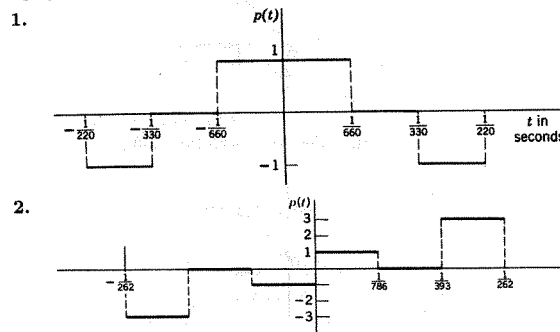 1.
p(t)
1
-1/220 -1/330 -1/660 1/660 1/330 1/220 t in seconds
-1
2.
p(t)
3
2
1
-1/262 1/786 1/393 1/262
-2
-3